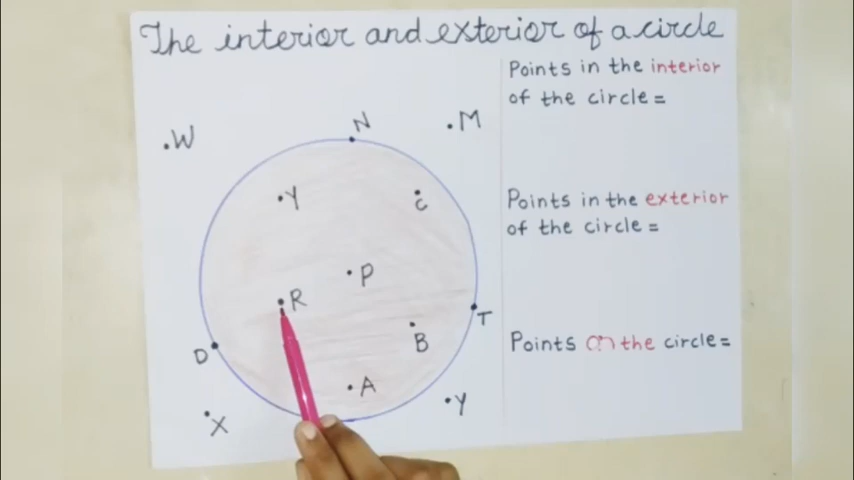 The interior and exterior of a circle
Points in the interior
of the circle =
Points in the exterior
of the circle =
Points on the circle =
N
M
W
Y
C
P
R
T
B
D
A
Y
X